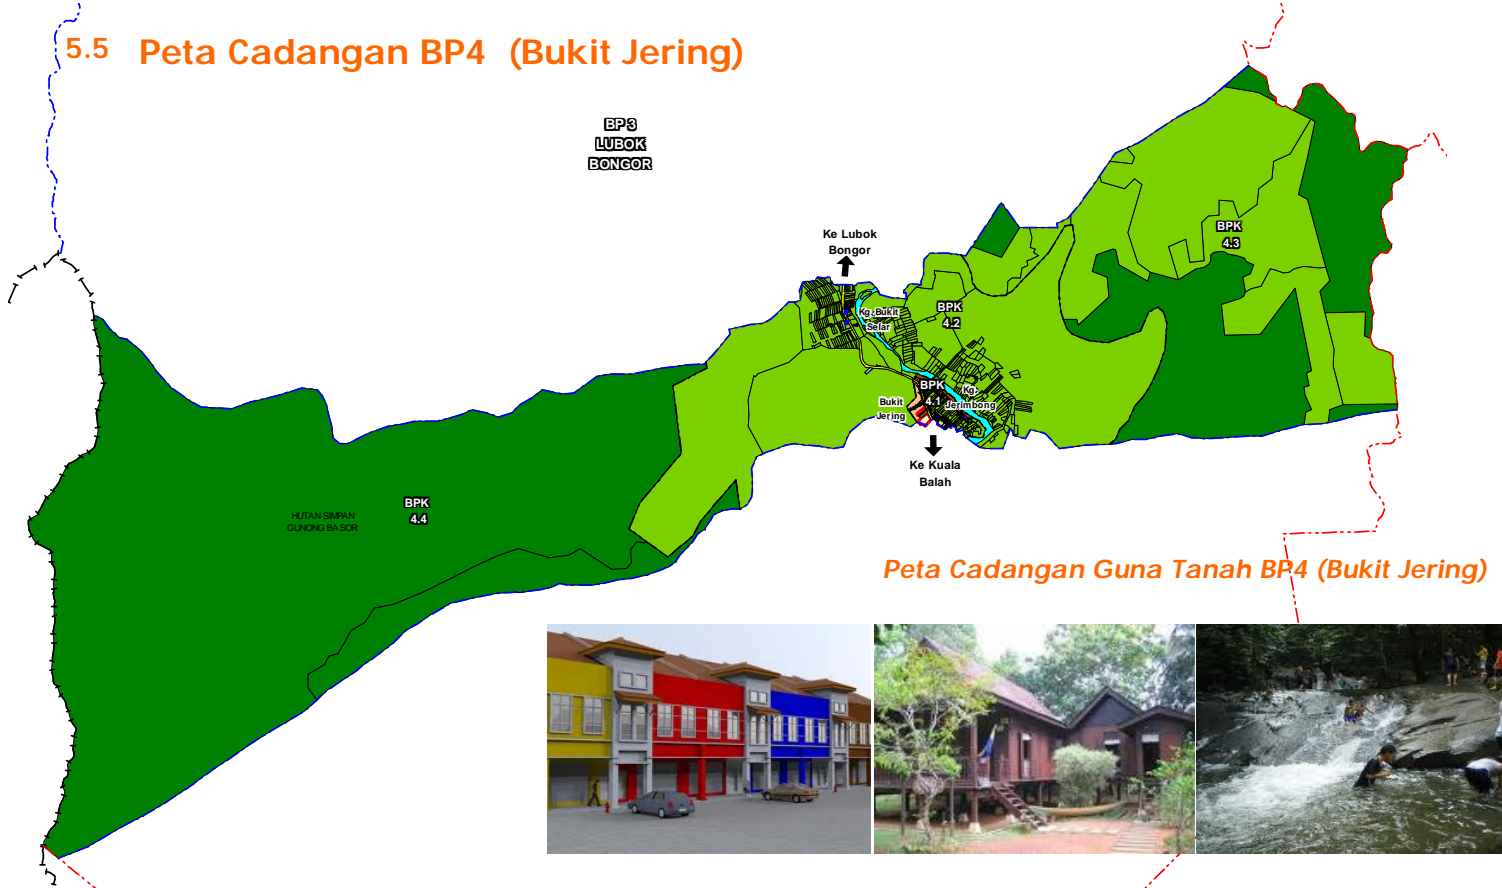 5.5 Peta Cadangan BP4 (Bukit Jering)
BP 3
LUBOK
BONGOR
Ke Lubok
Bongor
BPK
4.3
Kg. Bukit
Selar
BPK
4.2
BPK
4.1
Kg.
Jerimbong
Bukit
Jering
Ke Kuala
Balah
BPK
4.4
HUTAN SIMPAN
GUNONG BASOR
Peta Cadangan Guna Tanah BP4 (Bukit Jering)